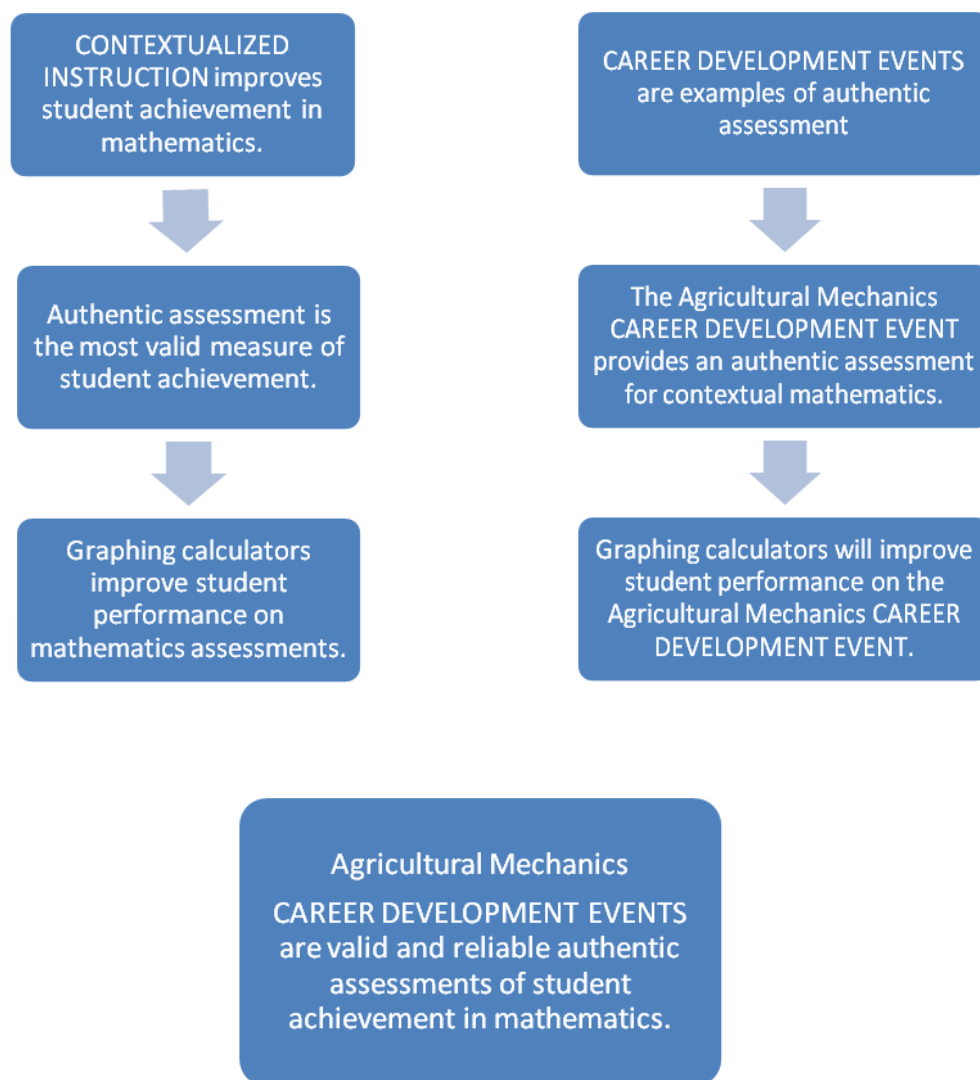 CONTEXTUALIZED
INSTRUCTION improves
student achievement in
mathematics.
Authentic assessment is
the most valid measure of
student achievement.
Graphing calculators
improve student
performance on
mathematics assessments.
CAREER DEVELOPMENT EVENTS
are examples of authentic
assessment
The Agricultural Mechanics
CAREER DEVELOPMENT EVENT
provides an authentic assessment
for contextual mathematics.
Graphing calculators will improve
student performance on the
Agricultural Mechanics CAREER
DEVELOPMENT EVENT.
Agricultural Mechanics
CAREER DEVELOPMENT EVENTS
are valid and reliable authentic
assessments of student
achievement in mathematics.